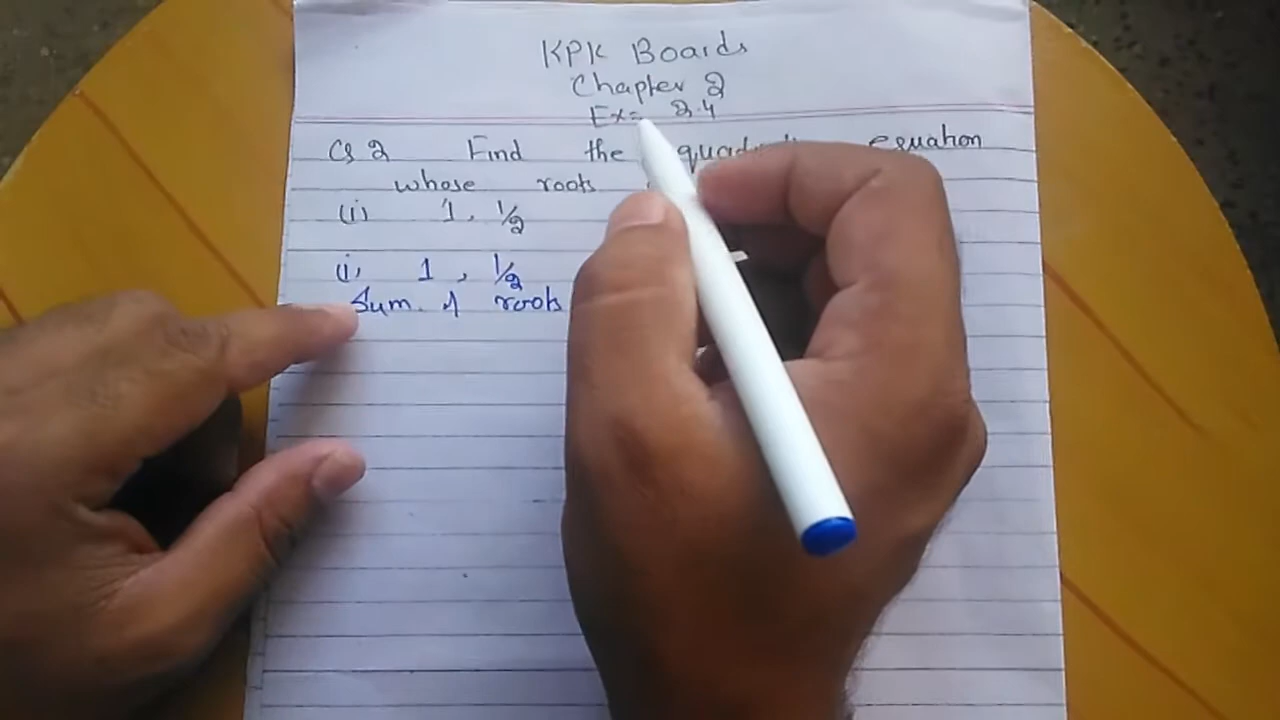 KPK Boards
Chapter 2
Ex= 2.4
Q 2 Find the equation
whose roots
(i) 1, 1/2
(i) 1, 1/2
Sum of roots